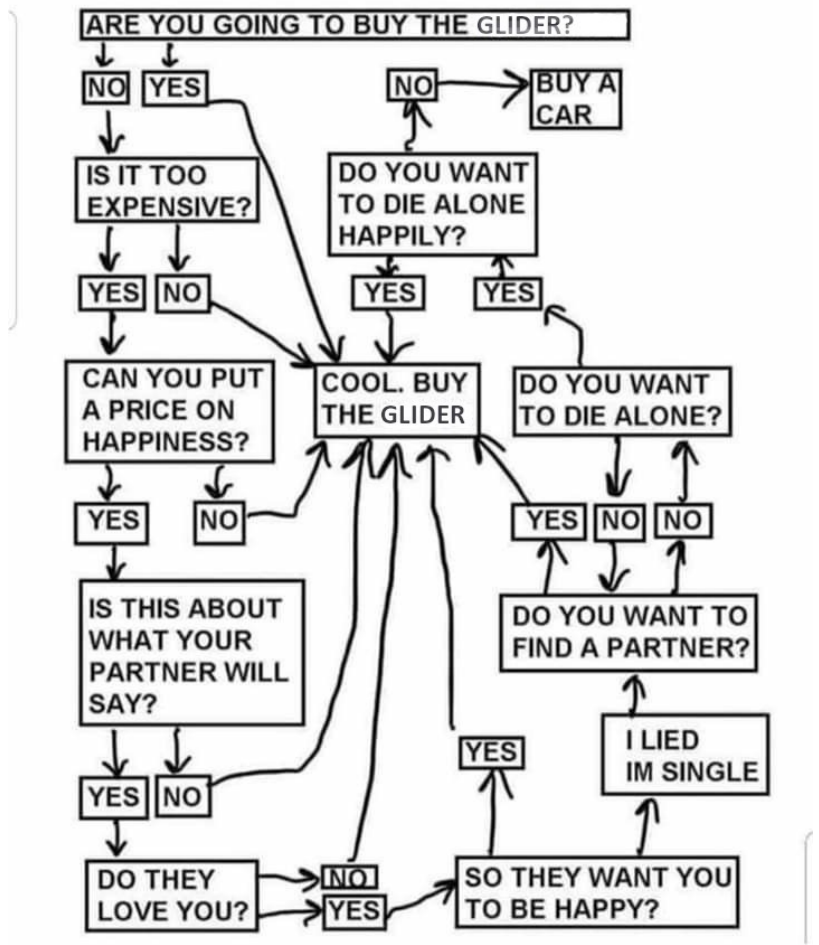 ARE YOU GOING TO BUY THE GLIDER?
NO
YES
NO
BUY A
CAR
IS IT TOO
EXPENSIVE?
DO YOU WANT
TO DIE ALONE
HAPPILY?
YES
NO
YES
YES
CAN YOU PUT
A PRICE ON
HAPPINESS?
COOL. BUY
THE GLIDER
DO YOU WANT
TO DIE ALONE?
YES
NO
YES
NO
NO
IS THIS ABOUT
WHAT YOUR
PARTNER WILL
SAY?
DO YOU WANT TO
FIND A PARTNER?
I LIED
IM SINGLE
YES
NO
YES
DO THEY
LOVE YOU?
NO
YES
SO THEY WANT YOU
TO BE HAPPY?